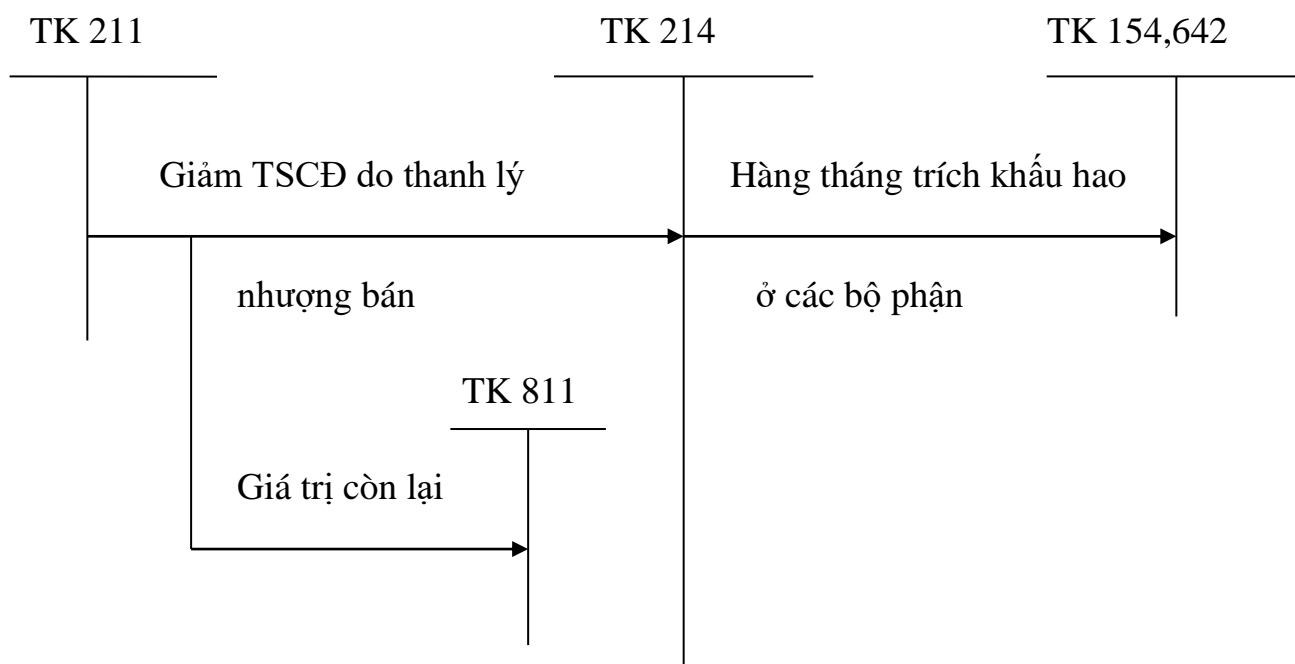 TK 211
TK 214
TK 154,642
Giảm TSCĐ do thanh lý
Hàng tháng trích khấu hao
nhượng bán
ở các bộ phận
TK 811
Giá trị còn lại